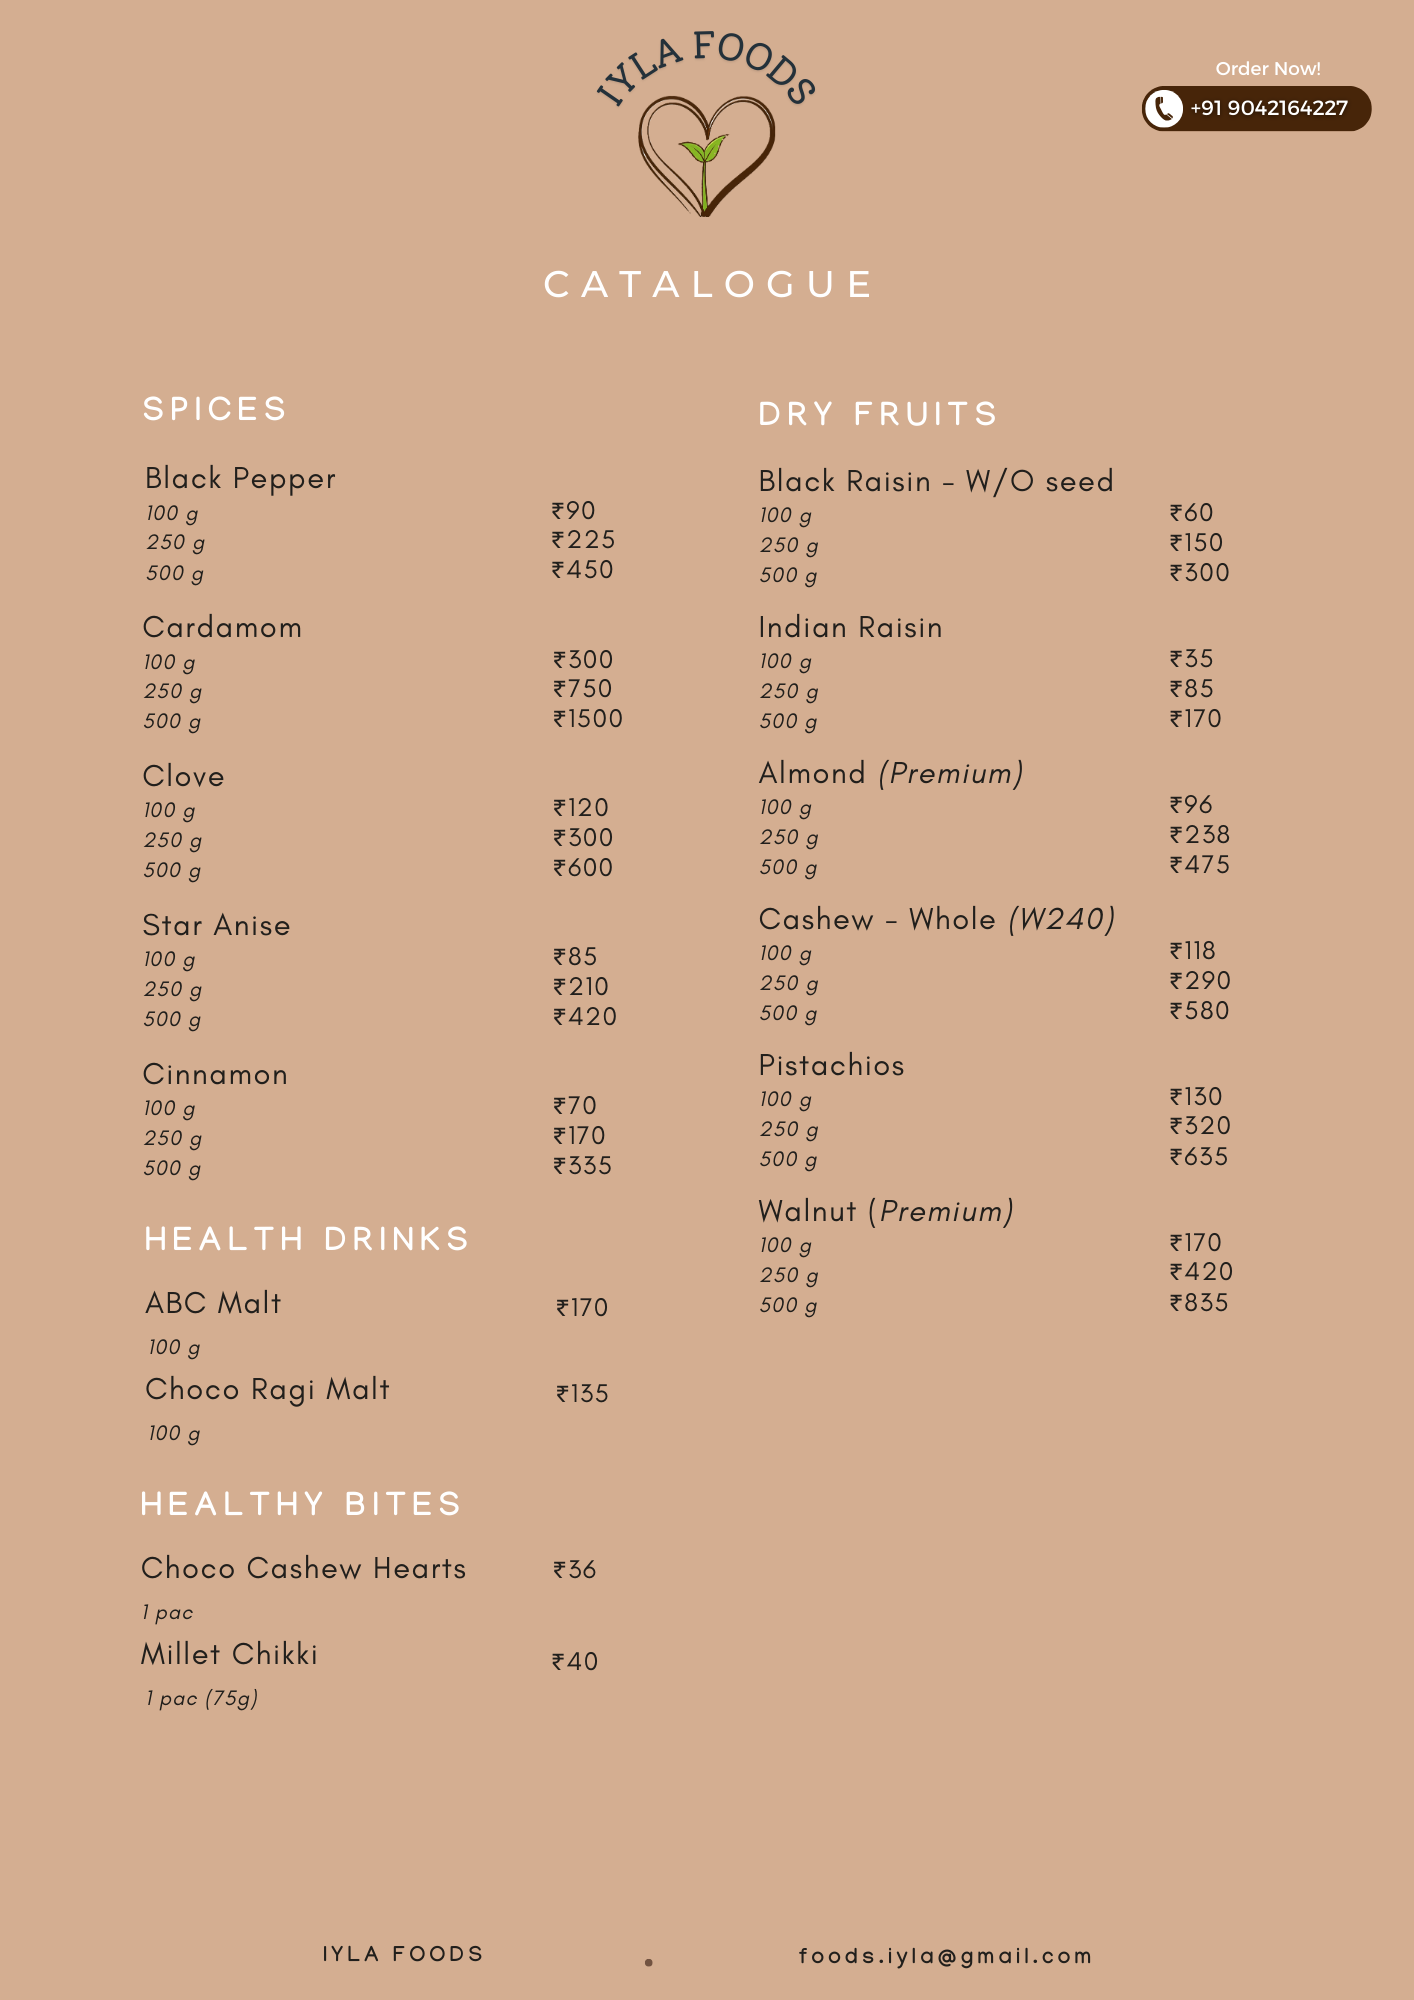 IYLA FOODS
Order Now!
+91 9042164227
CATALOGUE
SPICES
Black Pepper
100 g ₹90
250 g ₹225
500 g ₹450
Cardamom
100 g ₹300
250 g ₹750
500 g ₹1500
Clove
100 g ₹120
250 g ₹300
500 g ₹600
Star Anise
100 g ₹85
250 g ₹210
500 g ₹420
Cinnamon
100 g ₹70
250 g ₹170
500 g ₹335
HEALTH DRINKS
ABC Malt ₹170
100 g
Choco Ragi Malt ₹135
100 g
HEALTHY BITES
Choco Cashew Hearts ₹36
1 pac
Millet Chikki ₹40
1 pac (75g)
DRY FRUITS
Black Raisin - W/O seed
100 g ₹60
250 g ₹150
500 g ₹300
Indian Raisin
100 g ₹35
250 g ₹85
500 g ₹170
Almond (Premium)
100 g ₹96
250 g ₹238
500 g ₹475
Cashew - Whole (W240)
100 g ₹118
250 g ₹290
500 g ₹580
Pistachios
100 g ₹130
250 g ₹320
500 g ₹635
Walnut (Premium)
100 g ₹170
250 g ₹420
500 g ₹835
IYLA FOODS • foods.iyla@gmail.com